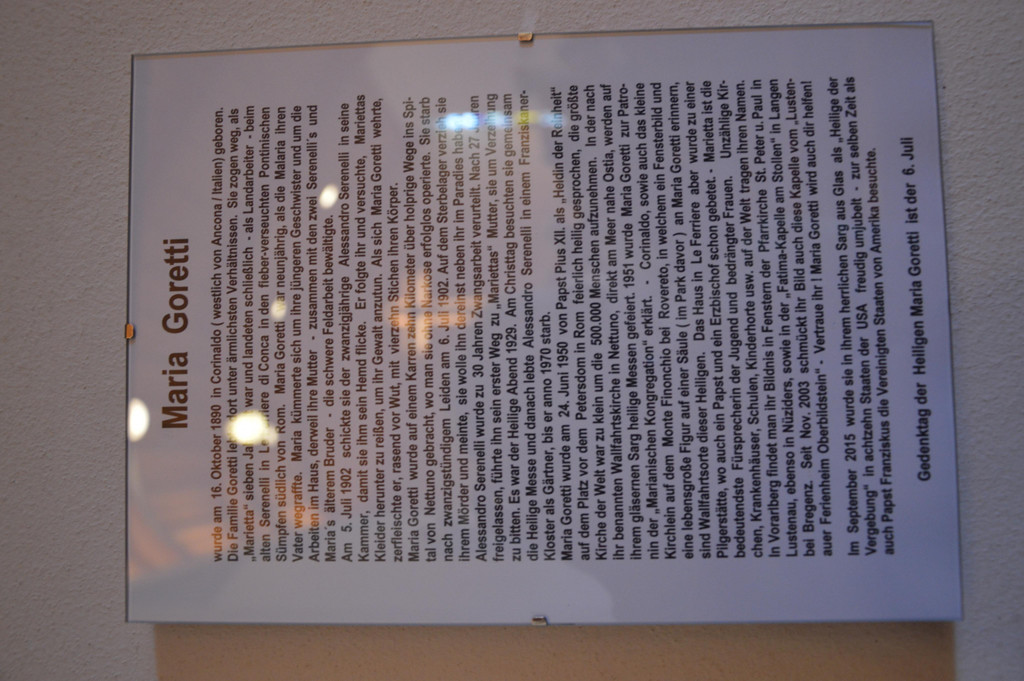 Maria Goretti
wurde am 16. Oktober 1890 in Corinaldo ( westlich von Ancona / Italien) geboren.
Die Familie Goretti lebte dort unter ärmlichsten Verhältnissen. Sie zogen weg, als
„Marietta" sieben Jahre war und landeten schließlich - als Landarbeiter - beim
alten Serenelli in Le Ferriere di Conca in den fieber-verseuchten Pontinischen
Sümpfen südlich von Rom. Maria Goretti war neunjährig, als die Malaria ihren
Vater wegraffte. Maria kümmerte sich um ihre jüngeren Geschwister und um die
Arbeiten im Haus, derweil ihre Mutter - zusammen mit den zwei Serenelli´s und
Maria´s älterem Bruder - die schwere Feldarbeit bewältigte.
Am 5. Juli 1902 schickte sie der zwanzigjährige Alessandro Serenelli in seine
Kammer, damit sie ihm sein Hemd flicke. Er folgte ihr und versuchte, Mariettas
Kleider herunter zu reißen, um ihr Gewalt anzutun. Als sich Maria Goretti wehrte,
zerfleischte er, rasend vor Wut, mit vierzehn Stichen ihren Körper.
Maria Goretti wurde auf einem Karren zehn Kilometer über holprige Wege ins Spi-
tal von Nettuno gebracht, wo man sie ohne Narkose erfolglos operierte. Sie starb
nach zwanzigstündigem Leiden am 6. Juli 1902. Auf dem Sterbelager verzieh sie
ihrem Mörder und meinte, sie wolle ihn dereinst neben ihr im Paradies haben.
Alessandro Serenelli wurde zu 30 Jahren Zwangsarbeit verurteilt. Nach 27 Jahren
freigelassen, führte ihn sein erster Weg zu „Mariettas" Mutter, sie um Verzeihung
zu bitten. Es war der Heilige Abend 1929. Am Christtag besuchten sie gemeinsam
die Heilige Messe und danach lebte Alessandro Serenelli in einem Franziskaner-
Kloster als Gärtner, bis er anno 1970 starb.
Maria Goretti wurde am 24. Juni 1950 von Papst Pius XII. als „Heldin der Reinheit"
auf dem Platz vor dem Petersdom in Rom feierlich heilig gesprochen, die größte
Kirche der Welt war zu klein um die 500.000 Menschen aufzunehmen. In der nach
ihr benannten Wallfahrtskirche in Nettuno, direkt am Meer nahe Ostia, werden auf
ihrem gläsernen Sarg heilige Messen gefeiert. 1951 wurde Maria Goretti zur Patro-
nin der „Marianischen Kongregation" erklärt. - Corinaldo, sowie auch das kleine
Kirchlein auf dem Monte Finonchio bei Rovereto, in welchem ein Fensterbild und
eine lebensgroße Figur auf einer Säule ( im Park davor ) an Maria Goretti erinnern,
sind Wallfahrtsorte dieser Heiligen. Das Haus in Le Ferriere aber wurde zu einer
Pilgerstätte, wo auch ein Papst und ein Erzbischof schon gebetet. - Marietta ist die
bedeutendste Fürsprecherin der Jugend und bedrängter Frauen. Unzählige Kir-
chen, Krankenhäuser, Schulen, Kinderhorte usw. auf der Welt tragen ihren Namen.
In Vorarlberg findet man ihr Bildnis in Fenstern der Pfarrkirche St. Peter u. Paul in
Lustenau, ebenso in Nüziders, sowie in der „Fatima-Kapelle am Stollen" in Langen
bei Bregenz. Seit Nov. 2003 schmückt ihr Bild auch diese Kapelle vom „Lusten-
auer Ferienheim Oberbildstein" - Vertraue ihr ! Maria Goretti wird auch dir helfen!
Im September 2015 wurde sie in ihrem herrlichen Sarg aus Glas als „Heilige der
Vergebung" in achtzehn Staaten der USA freudig umjubelt - zur selben Zeit als
auch Papst Franziskus die Vereinigten Staaten von Amerika besuchte.
Gedenktag der Heiligen Maria Goretti ist der 6. Juli